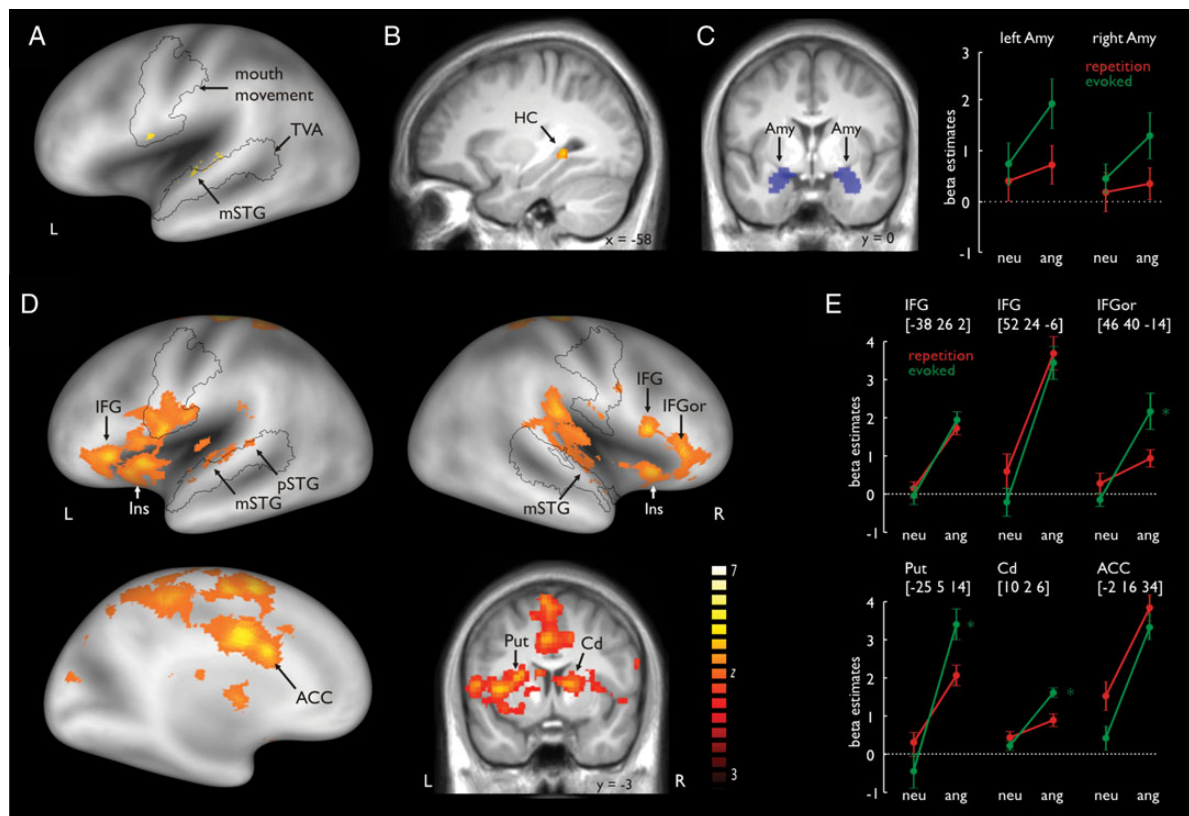 A
mouth
movement
TVA
mSTG
L
B
HC
x = -58
C
Amy Amy
y = 0
left Amy right Amy
repetition
evoked
beta estimates
3
2
1
0
-1
neu ang neu ang
D
IFG
Ins
mSTG
pSTG
L
IFG
IFGor
mSTG
Ins
R
ACC
Put Cd
L R
y = -3
7
z
3
E
IFG IFG IFGor
[-38 26 2] [52 24 -6] [46 40 -14]
repetition
evoked
beta estimates
4
3
2
1
0
-1
*
neu ang neu ang neu ang
Put Cd ACC
[-25 5 14] [10 2 6] [-2 16 34]
beta estimates
4
3
2
1
0
-1
*
*
neu ang neu ang neu ang